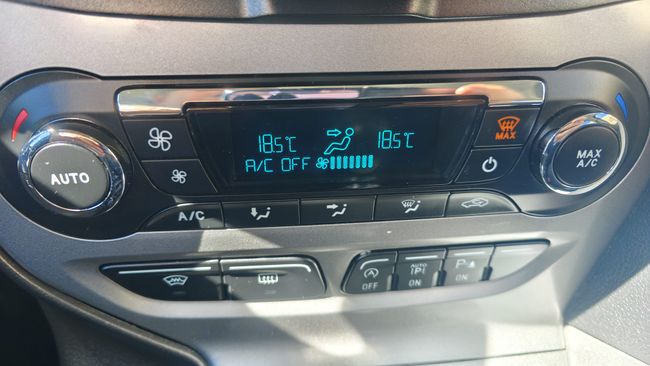 18.5°C 18.5°C
A/C OFF
MAX
AUTO
MAX
A/C
A/C
OFF
AUTO
P
ON
P
ON